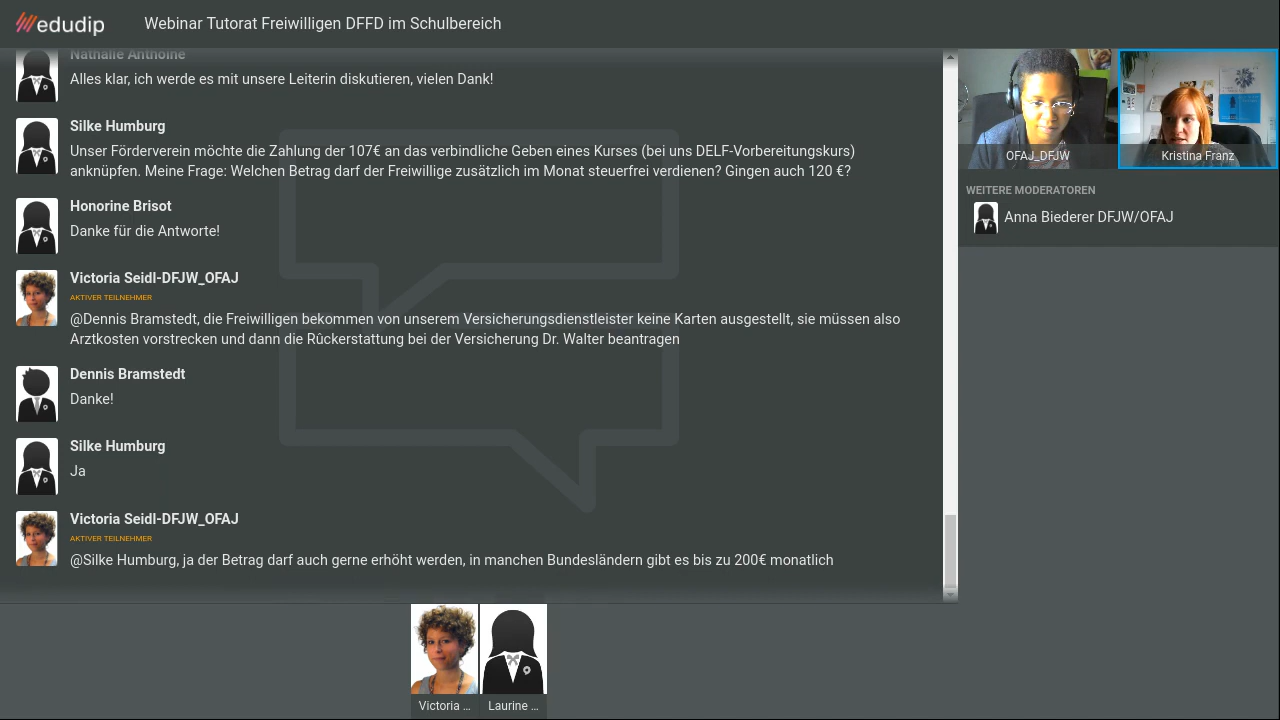 edudip
Webinar Tutorat Freiwilligen DFFD im Schulbereich
Nathalie Anthoine
Alles klar, ich werde es mit unsere Leiterin diskutieren, vielen Dank!
Silke Humburg
Unser Förderverein möchte die Zahlung der 107€ an das verbindliche Geben eines Kurses (bei uns DELF-Vorbereitungskurs)
anknüpfen. Meine Frage: Welchen Betrag darf der Freiwillige zusätzlich im Monat steuerfrei verdienen? Gingen auch 120 €?
Honorine Brisot
Danke für die Antworte!
Victoria Seidl-DFJW_OFAJ
AKTIVER TEILNEHMER
@Dennis Bramstedt, die Freiwilligen bekommen von unserem Versicherungsdienstleister keine Karten ausgestellt, sie müssen also
Arztkosten vorstrecken und dann die Rûckerstattung bei der Versicherung Dr. Walter beantragen
Dennis Bramstedt
Danke!
Silke Humburg
Ja
Victoria Seidl-DFJW_OFAJ
AKTIVER TEILNEHMER
@Silke Humburg, ja der Betrag darf auch gerne erhöht werden, in manchen Bundesländern gibt es bis zu 200€ monatlich
OFAJ_DFJW
Kristina Franz
WEITERE MODERATOREN
Anna Biederer DFJW/OFAJ
Victoria ...
Laurine ...